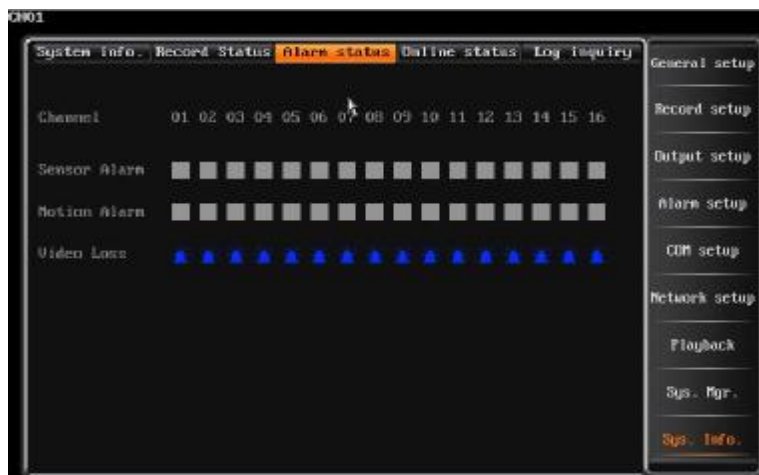 CH01
System info. Record Status Alarm status Online status Log inquiry
General setup
Channel 01 02 03 04 05 06 07 08 09 10 11 12 13 14 15 16
Record setup
Output setup
Sensor Alarm
Motion Alarm
Alarm setup
Video Loss
COM setup
Network setup
Playback
Sys. Mgr.
Sys. Info.